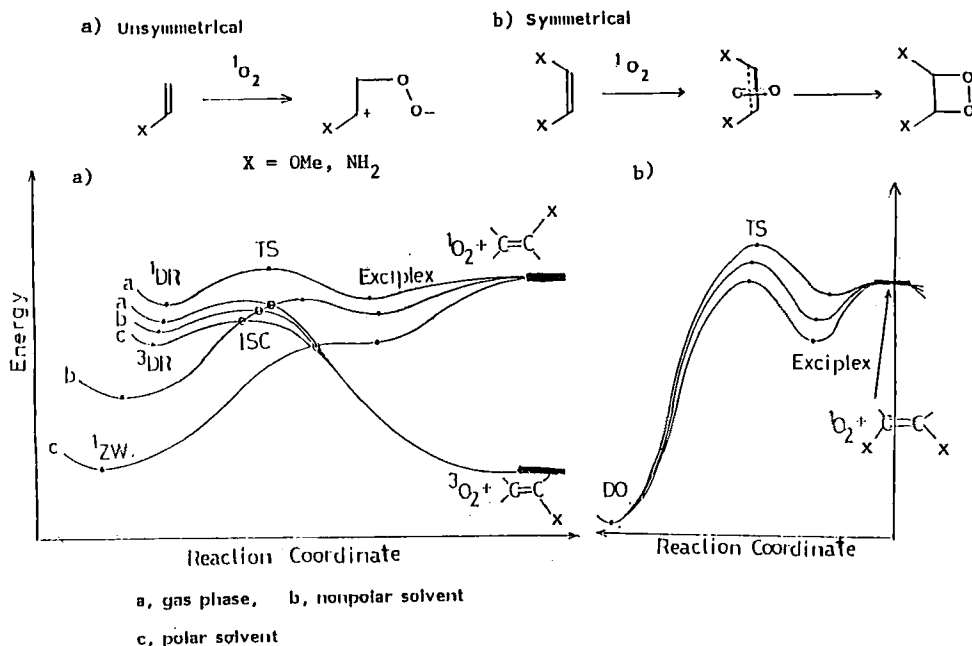 a) Unsymmetrical
b) Symmetrical
X
¹O₂
X
+
O
O−
X
X
¹O₂
X
X
O
O
X
X
O
O
X = OMe, NH₂
a)
b)
Energy
¹DR
TS
Exciplex
¹O₂ + C=C
X
a
a
b
c
³DR
ISC
b
c
¹ZW.
³O₂ + C=C
X
Reaction Coordinate
TS
Exciplex
¹O₂ + C=C
X
X
DO
Reaction Coordinate
a, gas phase, b, nonpolar solvent
c, polar solvent